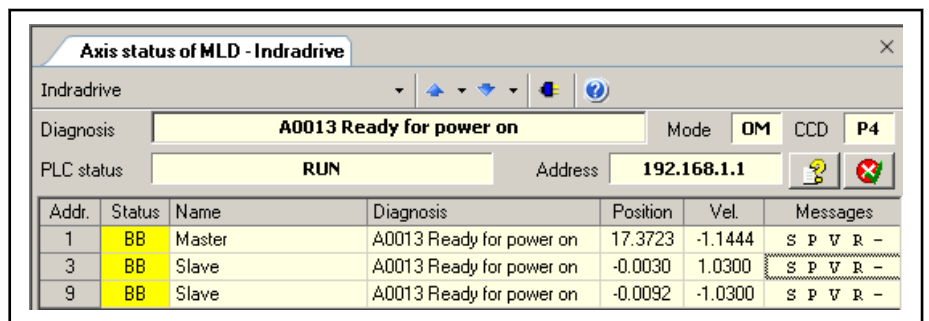 Axis status of MLD - Indradrive
Indradrive
Diagnosis A0013 Ready for power on Mode OM CCD P4
PLC status RUN Address 192.168.1.1
Addr. Status Name Diagnosis Position Vel. Messages
1 BB Master A0013 Ready for power on 17.3723 -1.1444 S P V R -
3 BB Slave A0013 Ready for power on -0.0030 1.0300 S P V R -
9 BB Slave A0013 Ready for power on -0.0092 -1.0300 S P V R -